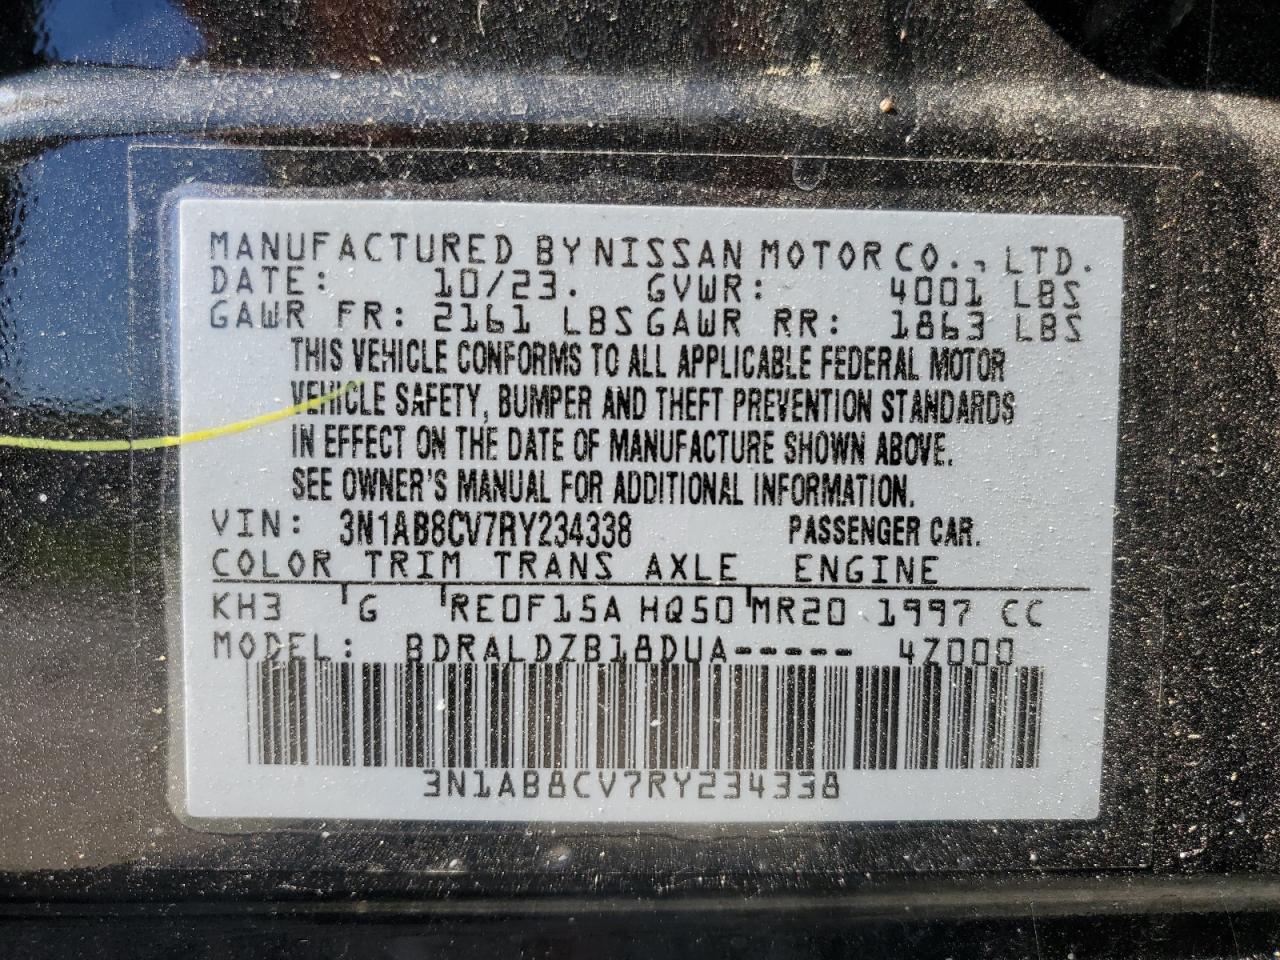 MANUFACTURED BY NISSAN MOTOR CO., LTD.
DATE: 10/23. GVWR: 4001 LBS
GAWR FR: 2161 LBS GAWR RR: 1863 LBS
THIS VEHICLE CONFORMS TO ALL APPLICABLE FEDERAL MOTOR
VEHICLE SAFETY, BUMPER AND THEFT PREVENTION STANDARDS
IN EFFECT ON THE DATE OF MANUFACTURE SHOWN ABOVE.
SEE OWNER'S MANUAL FOR ADDITIONAL INFORMATION.
VIN: 3N1AB8CV7RY234338 PASSENGER CAR.
COLOR TRIM TRANS AXLE ENGINE
KH3 G RE0F15A HQ50 MR20 1997 CC
MODEL: BDRALDZB18DUA----- 4Z000
3N1AB8CV7RY234338